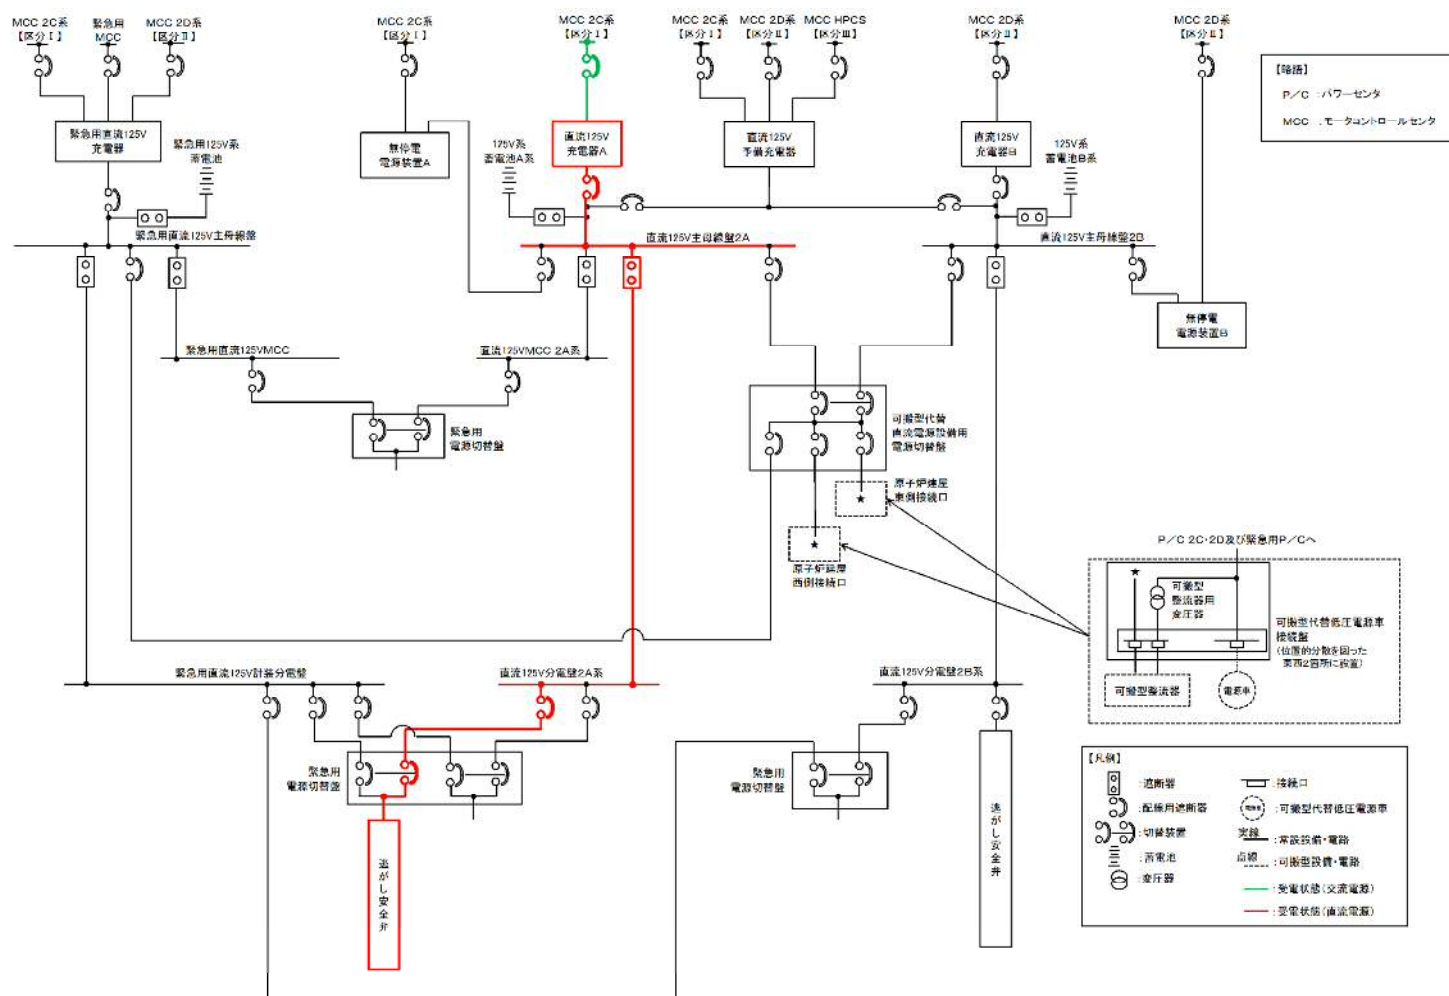 MCC 2C系
【区分Ⅰ】
緊急用
MCC
MCC 2D系
【区分Ⅱ】
MCC 2C系
【区分Ⅰ】
MCC 2C系
【区分Ⅰ】
MCC 2C系
【区分Ⅰ】
MCC 2D系
【区分Ⅱ】
MCC HPCS
【区分Ⅲ】
MCC 2D系
【区分Ⅱ】
MCC 2D系
【区分Ⅱ】
【略語】
P/C :パワーセンタ
MCC :モータコントロールセンタ
緊急用直流125V
充電器
緊急用125V系
蓄電池
無停電
電源装置A
125V系
蓄電池A系
直流125V
充電器A
直流125V
予備充電器
直流125V
充電器B
125V系
蓄電池B系
緊急用直流125V主母線盤
直流125V主母線盤2A
直流125V主母線盤2B
無停電
電源装置B
緊急用直流125VMCC
直流125VMCC 2A系
緊急用
電源切替盤
可搬型代替
直流電源設備用
電源切替盤
原子炉建屋
東側接続口
★
★
原子炉建屋
西側接続口
P/C 2C・2D及び緊急用P/Cへ
★
可搬型
整流器用
変圧器
可搬型代替低圧電源車
接続盤
(位置的分散を図った
東西2箇所に設置)
可搬型整流器
電源車
緊急用直流125V計装分電盤
直流125V分電盤2A系
直流125V分電盤2B系
緊急用
電源切替盤
緊急用
電源切替盤
逃がし安全弁
逃がし安全弁
【凡例】
:遮断器
:配線用遮断器
:切替装置
:蓄電池
:変圧器
:接続口
電源車
:可搬型代替低圧電源車
実線
:常設設備・電路
点線
:可搬型設備・電路
:受電状態(交流電源)
:受電状態(直流電源)